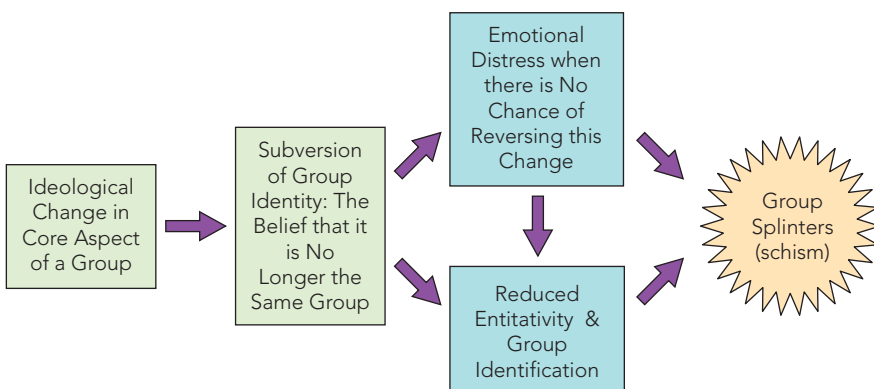 Ideological
Change in
Core Aspect
of a Group
Subversion
of Group
Identity: The
Belief that it
is No
Longer the
Same Group
Emotional
Distress when
there is No
Chance of
Reversing this
Change
Reduced
Entitativity &
Group
Identification
Group
Splinters
(schism)